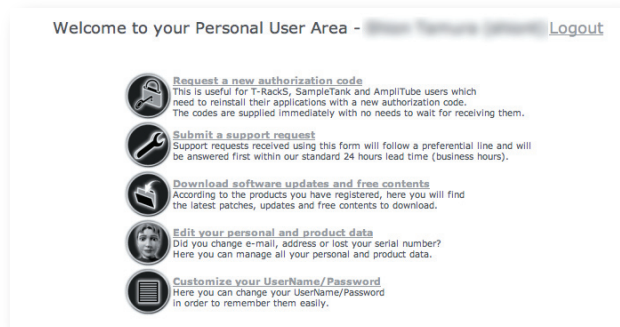 Welcome to your Personal User Area - Logout
Request a new authorization code
This is useful for T-RackS, SampleTank and AmpliTube users which
need to reinstall their applications with a new authorization code.
The codes are supplied immediately with no needs to wait for receiving them.
Submit a support request
Support requests received using this form will follow a preferential line and will
be answered first within our standard 24 hours lead time (business hours).
Download software updates and free contents
According to the products you have registered, here you will find
the latest patches, updates and free contents to download.
Edit your personal and product data
Did you change e-mail, address or lost your serial number?
Here you can manage all your personal and product data.
Customize your UserName/Password
Here you can change your UserName/Password
in order to remember them easily.